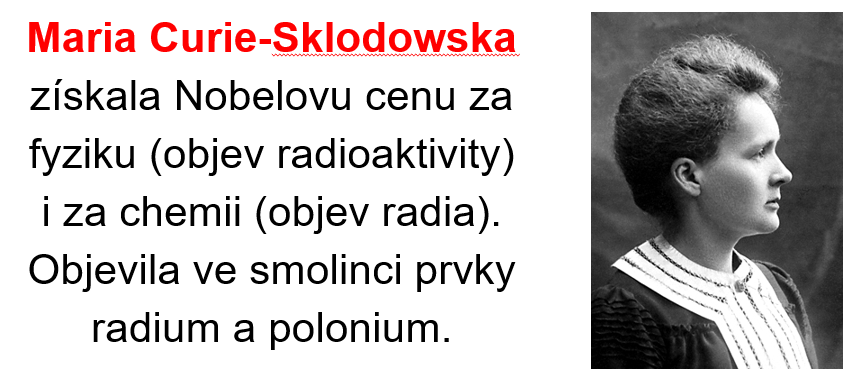 Maria Curie-Sklodowska
získala Nobelovu cenu za
fyziku (objev radioaktivity)
i za chemii (objev radia).
Objevila ve smolinci prvky
radium a polonium.